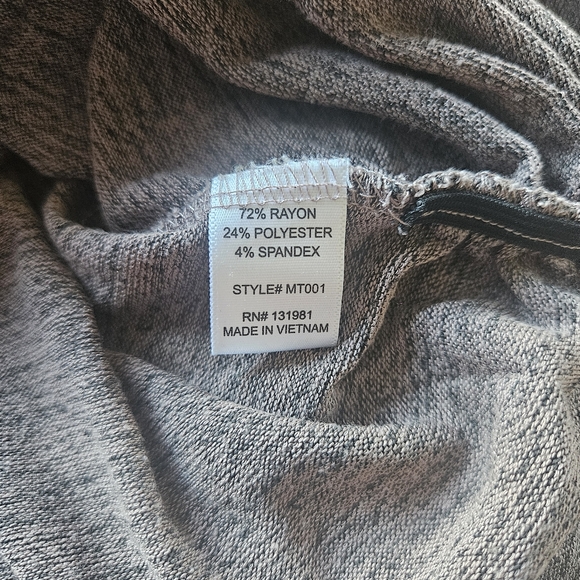 72% RAYON
24% POLYESTER
4% SPANDEX
STYLE# MT001
RN# 131981
MADE IN VIETNAM